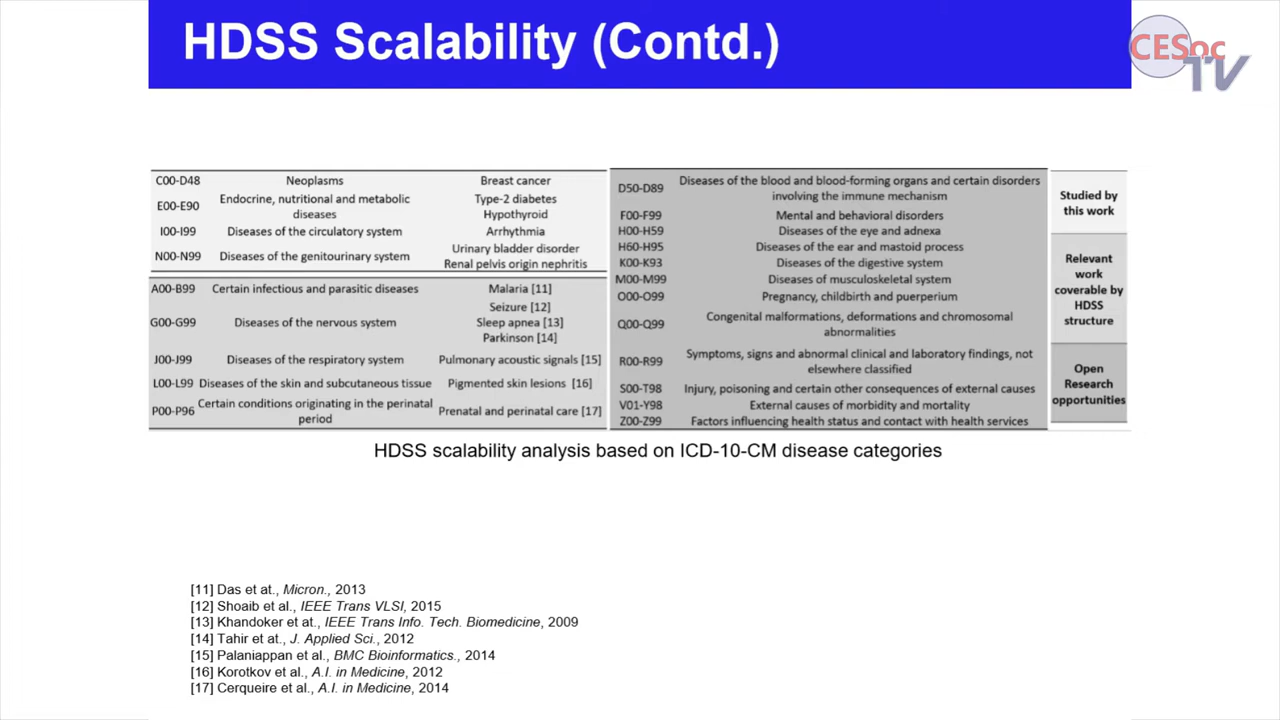 HDSS Scalability (Contd.)
CESoc
TV
C00-D48 Neoplasms Breast cancer
E00-E90 Endocrine, nutritional and metabolic diseases Type-2 diabetes Hypothyroid
I00-I99 Diseases of the circulatory system Arrhythmia
N00-N99 Diseases of the genitourinary system Urinary bladder disorder Renal pelvis origin nephritis
A00-B99 Certain infectious and parasitic diseases Malaria [11]
G00-G99 Diseases of the nervous system Seizure [12] Sleep apnea [13] Parkinson [14]
J00-J99 Diseases of the respiratory system Pulmonary acoustic signals [15]
L00-L99 Diseases of the skin and subcutaneous tissue Pigmented skin lesions [16]
P00-P96 Certain conditions originating in the perinatal period Prenatal and perinatal care [17]
D50-D89 Diseases of the blood and blood-forming organs and certain disorders involving the immune mechanism
F00-F99 Mental and behavioral disorders
H00-H59 Diseases of the eye and adnexa
H60-H95 Diseases of the ear and mastoid process
K00-K93 Diseases of the digestive system
M00-M99 Diseases of musculoskeletal system
O00-O99 Pregnancy, childbirth and puerperium
Q00-Q99 Congenital malformations, deformations and chromosomal abnormalities
R00-R99 Symptoms, signs and abnormal clinical and laboratory findings, not elsewhere classified
S00-T98 Injury, poisoning and certain other consequences of external causes
V01-Y98 External causes of morbidity and mortality
Z00-Z99 Factors influencing health status and contact with health services
Studied by
this work
Relevant
work
coverable by
HDSS
structure
Open
Research
opportunities
HDSS scalability analysis based on ICD-10-CM disease categories
[11] Das et at., Micron., 2013
[12] Shoaib et al., IEEE Trans VLSI, 2015
[13] Khandoker et at., IEEE Trans Info. Tech. Biomedicine, 2009
[14] Tahir et at., J. Applied Sci., 2012
[15] Palaniappan et al., BMC Bioinformatics., 2014
[16] Korotkov et al., A.I. in Medicine, 2012
[17] Cerqueire et al., A.I. in Medicine, 2014